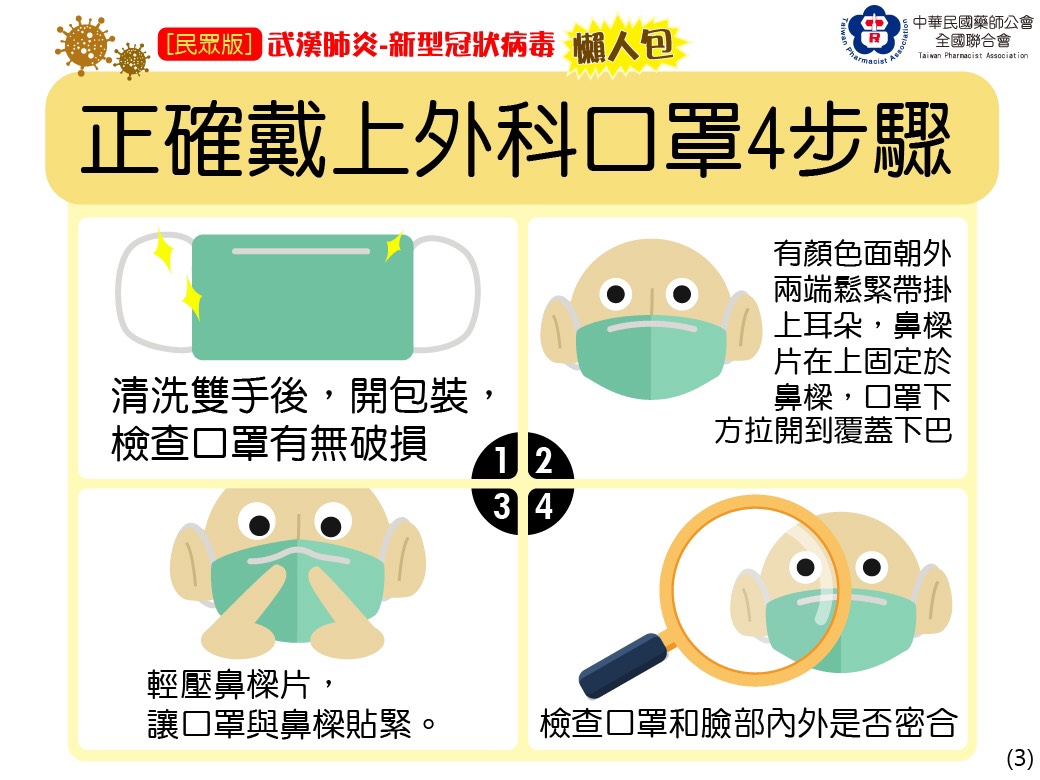 [民眾版] 武漢肺炎-新型冠狀病毒 懶人包
Taiwan Pharmacist Association
中華民國藥師公會
全國聯合會
Taiwan Pharmacist Association
正確戴上外科口罩4步驟
清洗雙手後，開包裝，
檢查口罩有無破損
1
有顏色面朝外
兩端鬆緊帶掛
上耳朵，鼻樑
片在上固定於
鼻樑，口罩下
方拉開到覆蓋下巴
2
3
輕壓鼻樑片，
讓口罩與鼻樑貼緊。
4
檢查口罩和臉部內外是否密合
(3)